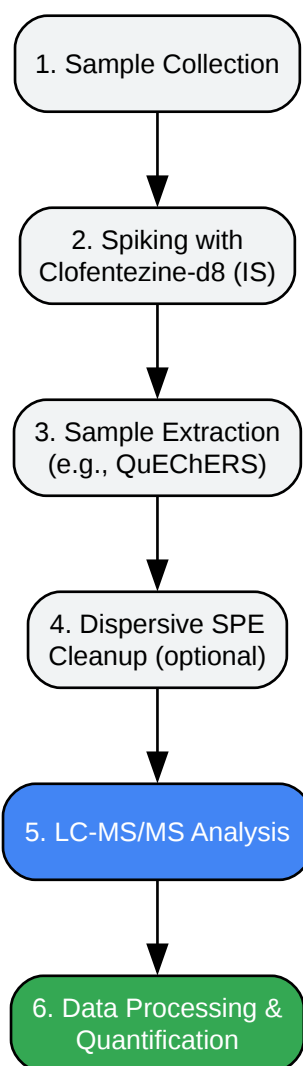 1. Sample Collection
2. Spiking with
Clofentezine-d8 (IS)
3. Sample Extraction
(e.g., QuEChERS)
4. Dispersive SPE
Cleanup (optional)
5. LC-MS/MS Analysis
6. Data Processing &
Quantification